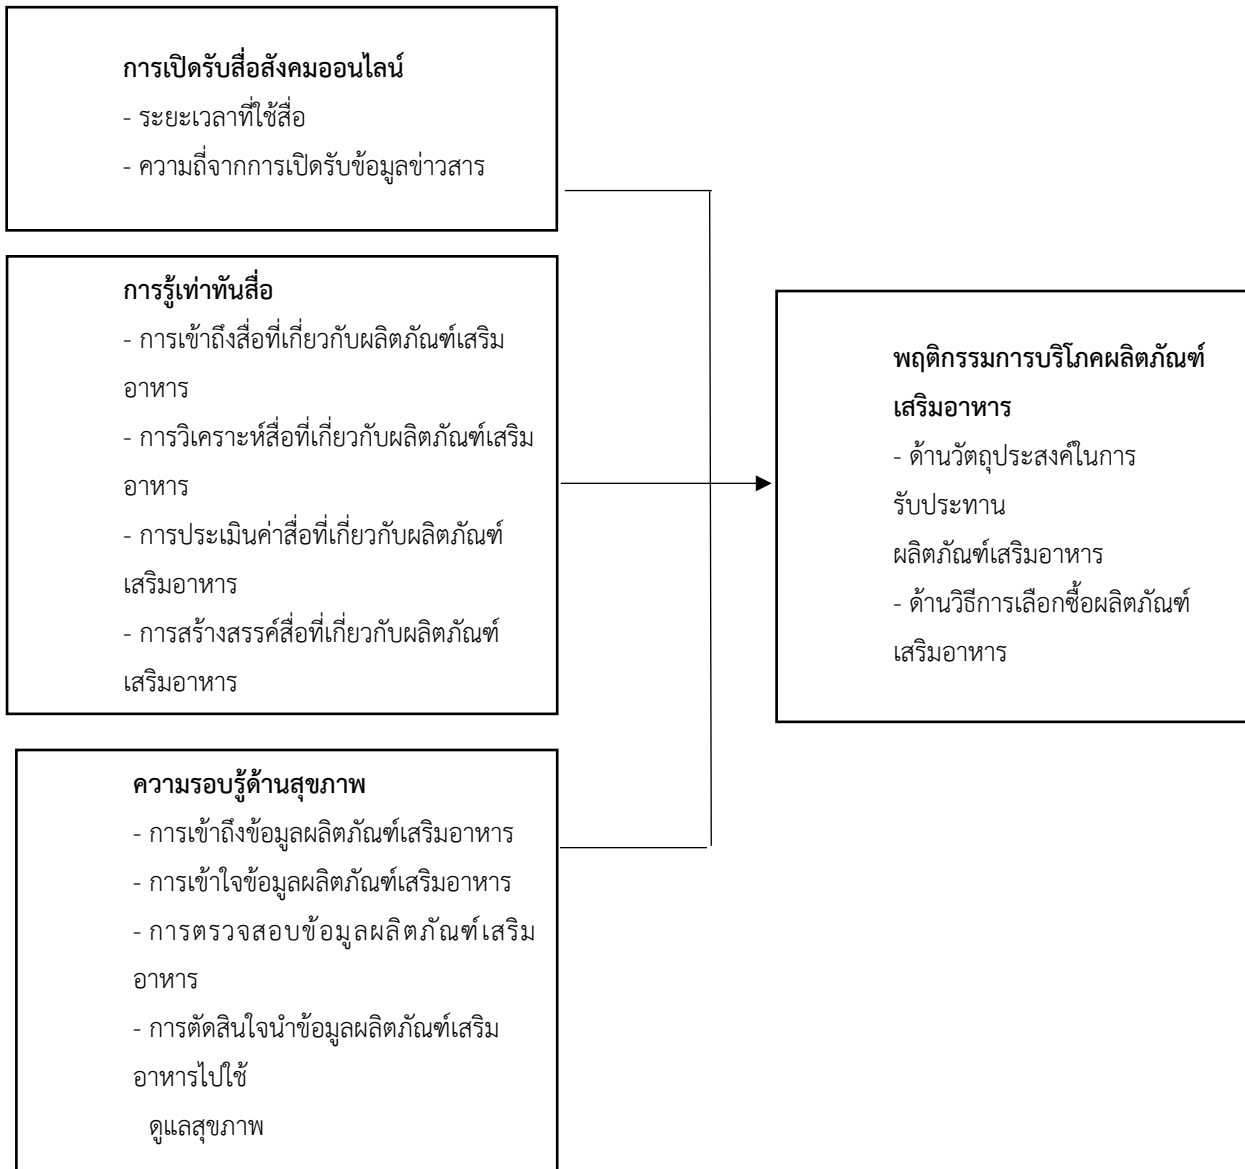 การเปิดรับสื่อสังคมออนไลน์
- ระยะเวลาที่ใช้สื่อ
- ความถี่จากการเปิดรับข้อมูลข่าวสาร
การรู้เท่าทันสื่อ
- การเข้าถึงสื่อที่เกี่ยวกับผลิตภัณฑ์เสริม
อาหาร
- การวิเคราะห์สื่อที่เกี่ยวกับผลิตภัณฑ์เสริม
อาหาร
- การประเมินค่าสื่อที่เกี่ยวกับผลิตภัณฑ์
เสริมอาหาร
- การสร้างสรรค์สื่อที่เกี่ยวกับผลิตภัณฑ์
เสริมอาหาร
ความรอบรู้ด้านสุขภาพ
- การเข้าถึงข้อมูลผลิตภัณฑ์เสริมอาหาร
- การเข้าใจข้อมูลผลิตภัณฑ์เสริมอาหาร
- การตรวจสอบข้อมูลผลิตภัณฑ์เสริม
อาหาร
- การตัดสินใจนำข้อมูลผลิตภัณฑ์เสริม
อาหารไปใช้
ดูแลสุขภาพ
พฤติกรรมการบริโภคผลิตภัณฑ์
เสริมอาหาร
- ด้านวัตถุประสงค์ในการ
รับประทาน
ผลิตภัณฑ์เสริมอาหาร
- ด้านวิธีการเลือกซื้อผลิตภัณฑ์
เสริมอาหาร